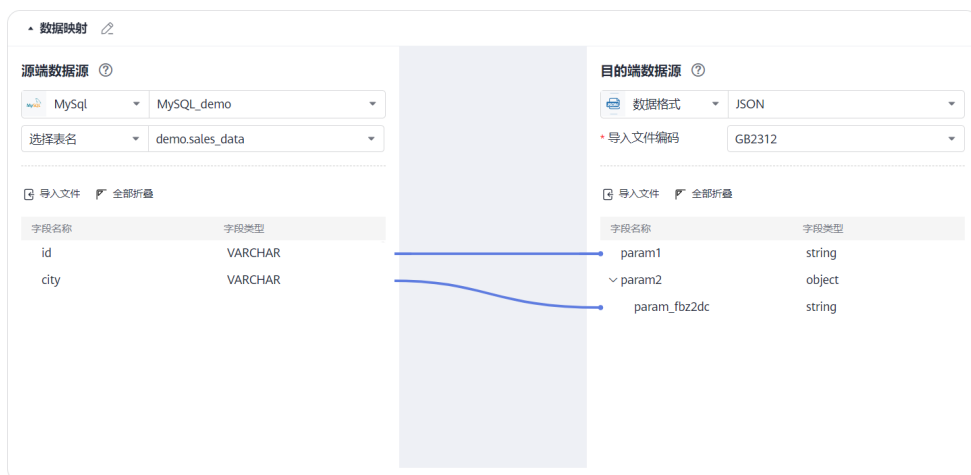 数据映射
源端数据源
MySql MySQL_demo
选择表名 demo.sales_data
导入文件 全部折叠
字段名称 字段类型
id VARCHAR
city VARCHAR
目的端数据源
数据格式 JSON
* 导入文件编码 GB2312
导入文件 全部折叠
字段名称 字段类型
param1 string
param2 object
param_fbz2dc string